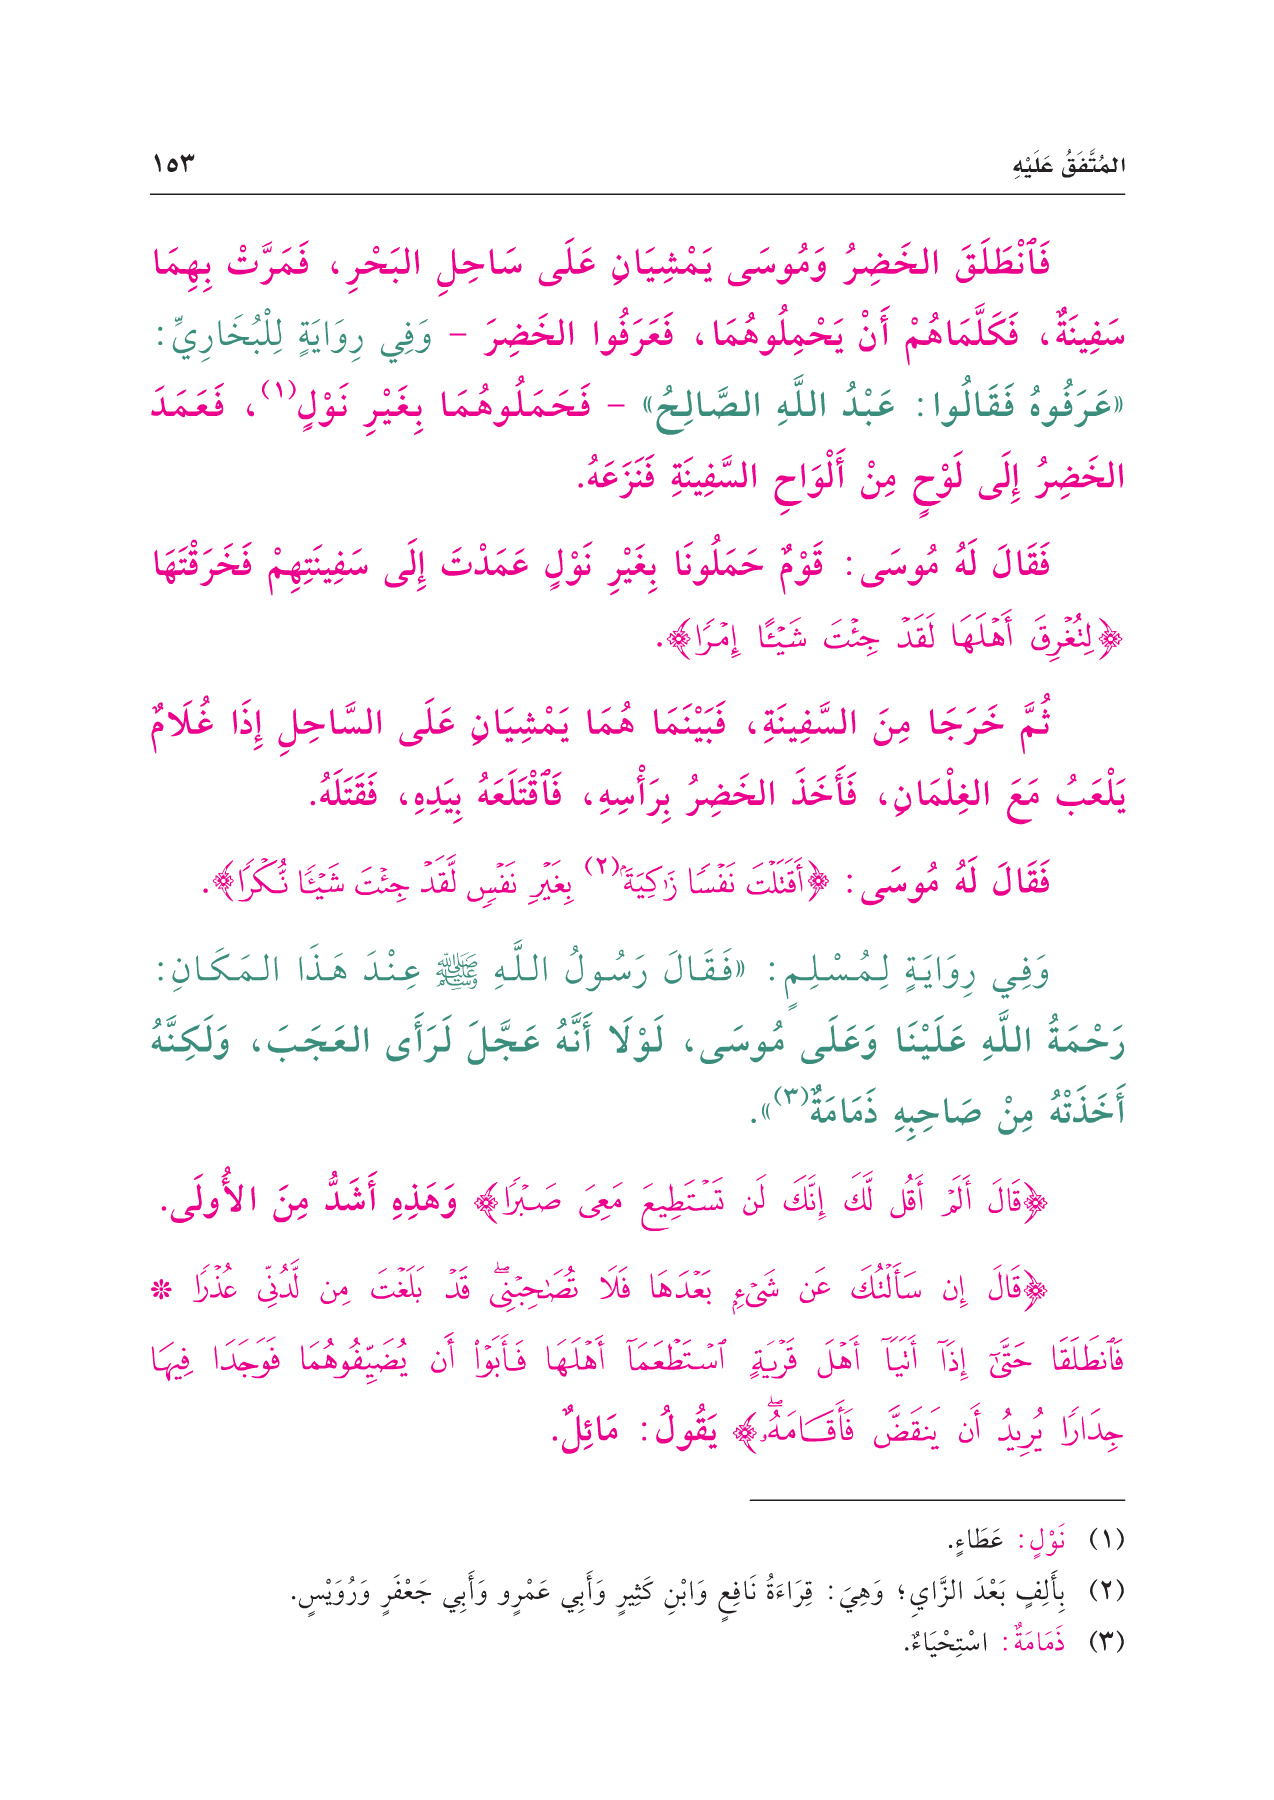 المُتَّفَقُ عَلَيْهِ ١٥٣
فَٱنْطَلَقَ الخَضِرُ وَمُوسَى يَمْشِيَانِ عَلَى سَاحِلِ البَحْرِ، فَمَرَّتْ بِهِمَا
سَفِينَةٌ، فَكَلَّمَاهُمْ أَنْ يَحْمِلُوهُمَا، فَعَرَفُوا الخَضِرَ – وَفِي رِوَايَةٍ لِلْبُخَارِيِّ:
«عَرَفُوهُ فَقَالُوا: عَبْدُ اللَّهِ الصَّالِحُ» – فَحَمَلُوهُمَا بِغَيْرِ نَوْلٍ(١)، فَعَمَدَ
الخَضِرُ إِلَى لَوْحٍ مِنْ أَلْوَاحِ السَّفِينَةِ فَنَزَعَهُ.
فَقَالَ لَهُ مُوسَى: قَوْمٌ حَمَلُونَا بِغَيْرِ نَوْلٍ عَمَدْتَ إِلَى سَفِينَتِهِمْ فَخَرَقْتَهَا
﴿لِتُغْرِقَ أَهْلَهَا لَقَدْ جِئْتَ شَيْـًٔا إِمْرًا﴾.
ثُمَّ خَرَجَا مِنَ السَّفِينَةِ، فَبَيْنَمَا هُمَا يَمْشِيَانِ عَلَى السَّاحِلِ إِذَا غُلَامٌ
يَلْعَبُ مَعَ الغِلْمَانِ، فَأَخَذَ الخَضِرُ بِرَأْسِهِ، فَٱقْتَلَعَهُ بِيَدِهِ، فَقَتَلَهُ.
فَقَالَ لَهُ مُوسَى: ﴿أَقَتَلْتَ نَفْسًا زَٰكِيَةًۢ(٢) بِغَيْرِ نَفْسٍ لَّقَدْ جِئْتَ شَيْـًٔا نُّكْرًا﴾.
وَفِي رِوَايَةٍ لِمُسْلِمٍ: «فَقَالَ رَسُولُ اللَّهِ ﷺ عِنْدَ هَذَا المَكَانِ:
رَحْمَةُ اللَّهِ عَلَيْنَا وَعَلَى مُوسَى، لَوْلَا أَنَّهُ عَجَّلَ لَرَأَى العَجَبَ، وَلَكِنَّهُ
أَخَذَتْهُ مِنْ صَاحِبِهِ ذَمَامَةٌ(٣)».
﴿قَالَ أَلَمْ أَقُل لَّكَ إِنَّكَ لَن تَسْتَطِيعَ مَعِىَ صَبْرًا﴾ وَهَذِهِ أَشَدُّ مِنَ الأُولَى.
﴿قَالَ إِن سَأَلْتُكَ عَن شَىْءٍۭ بَعْدَهَا فَلَا تُصَٰحِبْنِىۖ قَدْ بَلَغْتَ مِن لَّدُنِّى عُذْرًا *
فَٱنطَلَقَا حَتَّىٰٓ إِذَآ أَتَيَآ أَهْلَ قَرْيَةٍ ٱسْتَطْعَمَآ أَهْلَهَا فَأَبَوْا۟ أَن يُضَيِّفُوهُمَا فَوَجَدَا فِيهَا
جِدَارًا يُرِيدُ أَن يَنقَضَّ فَأَقَامَهُۥۖ﴾ يَقُولُ: مَائِلٌ.
(١) نَوْلٍ: عَطَاءٍ.
(٢) بِأَلِفٍ بَعْدَ الزَّايِ؛ وَهِيَ: قِرَاءَةُ نَافِعٍ وَابْنِ كَثِيرٍ وَأَبِي عَمْرٍو وَأَبِي جَعْفَرٍ وَرُوَيْسٍ.
(٣) ذَمَامَةٌ: اسْتِحْيَاءٌ.